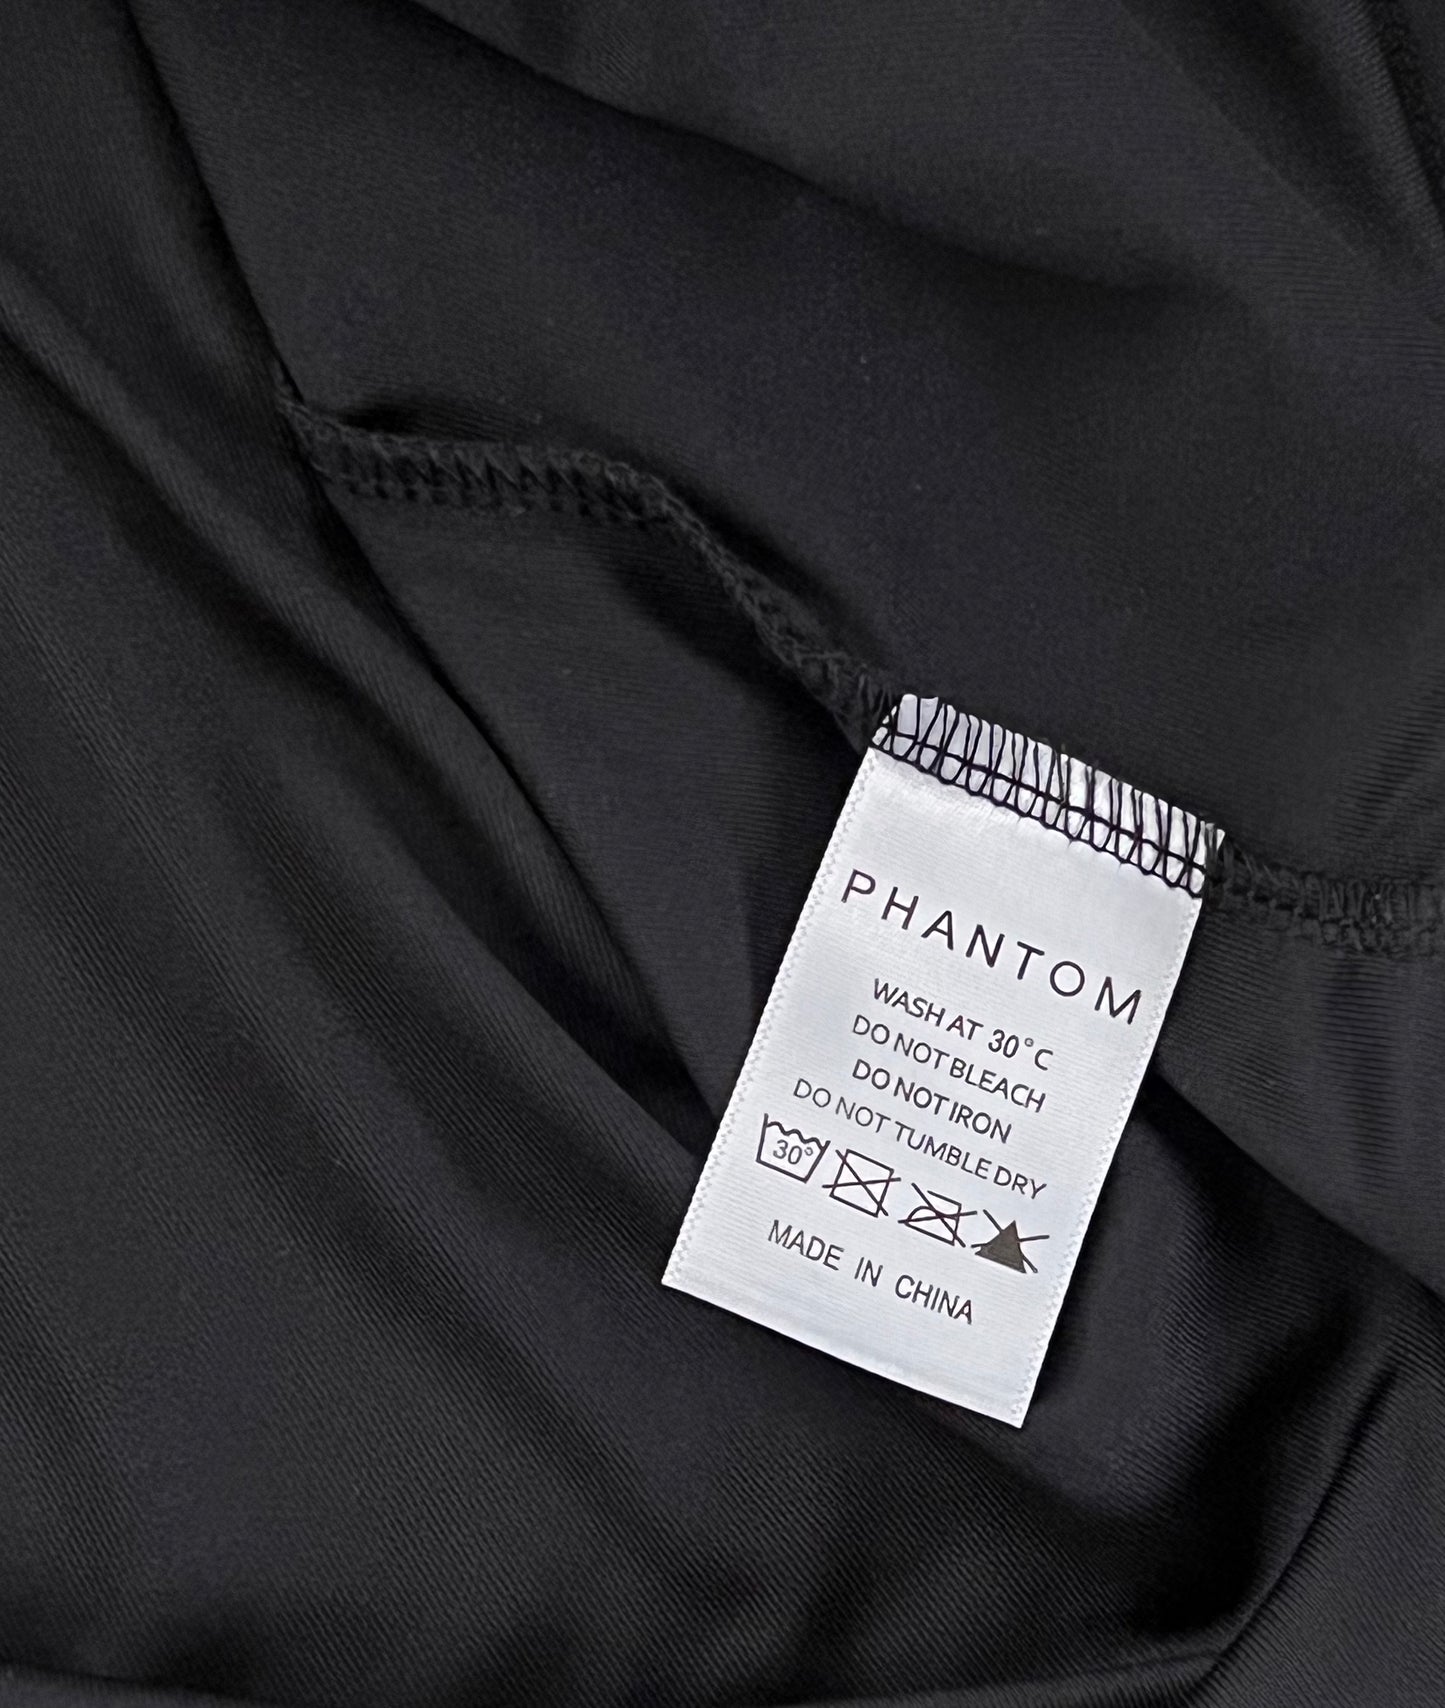 PHANTOM
WASH AT 30°C
DO NOT BLEACH
DO NOT IRON
DO NOT TUMBLE DRY
30°
MADE IN CHINA